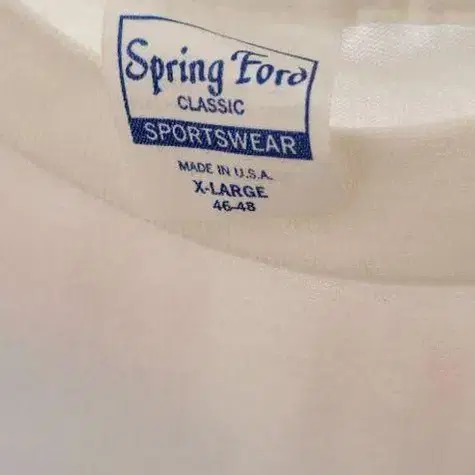 Spring Ford
CLASSIC
SPORTSWEAR
MADE IN U.S.A.
X-LARGE
46-48